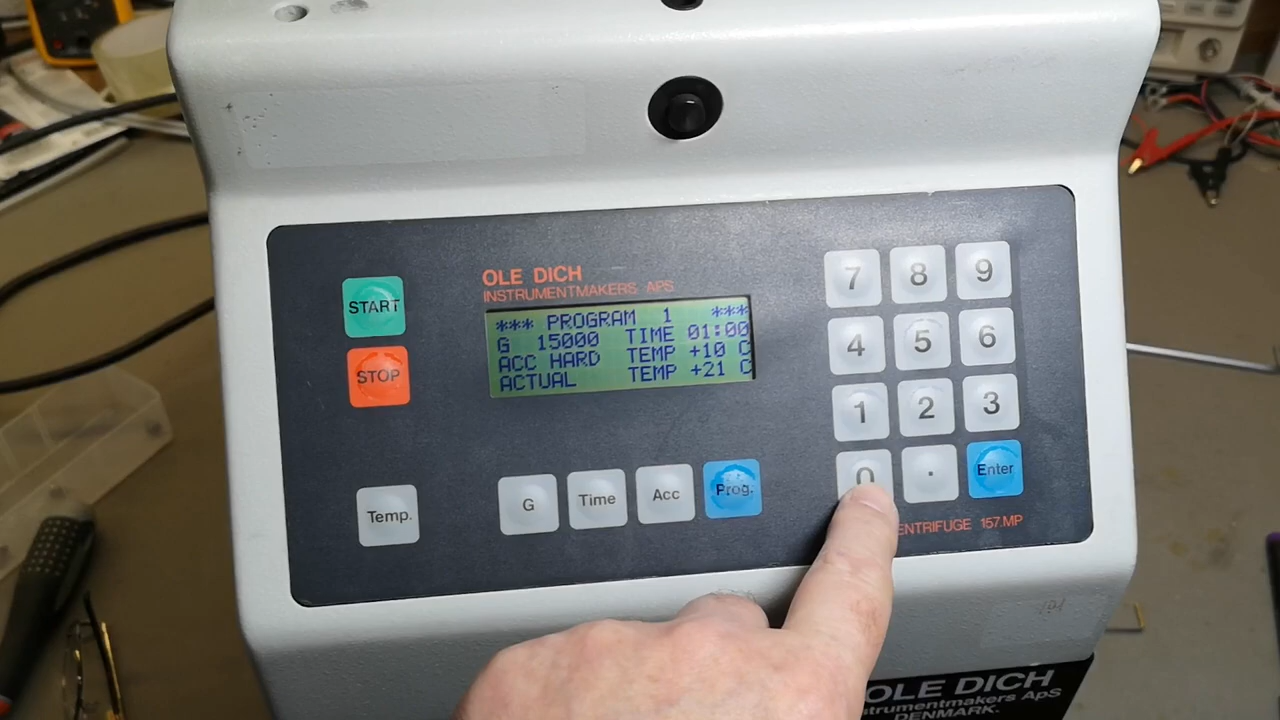 OLE DICH
INSTRUMENTMAKERS APS
*** PROGRAM 1 ***
G 15000 TIME 01:00
ACC HARD TEMP +10 C
ACTUAL TEMP +21 C
START
STOP
Temp.
G
Time
Acc
Prog.
7 8 9
4 5 6
1 2 3
0 . Enter
ENTRIFUGE 157.MP
OLE DICH
strumentmakers ApS
DENMARK.